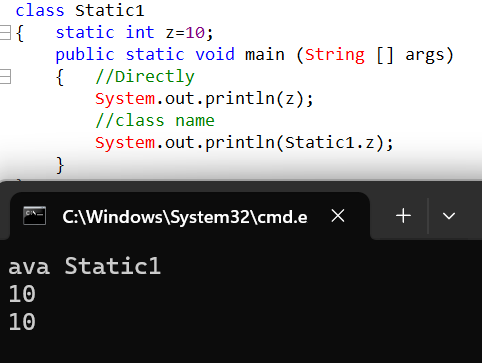 class Static1
{   static int z=10;
    public static void main (String [] args)
    {   //Directly
        System.out.println(z);
        //class name
        System.out.println(Static1.z);
    }
C:\Windows\System32\cmd.e
ava Static1
10
10